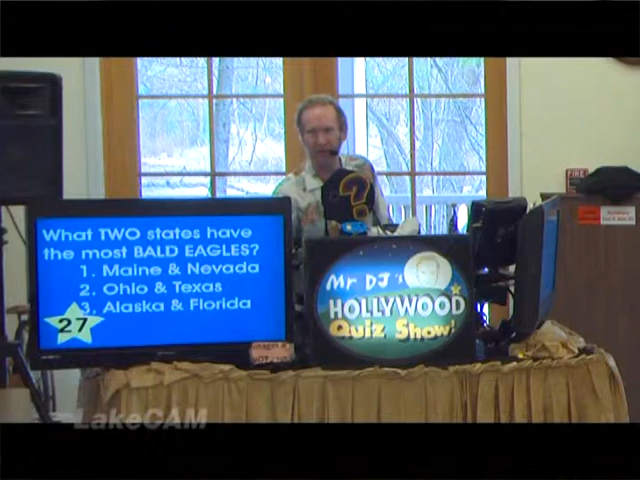 What TWO states have
the most BALD EAGLES?
1. Maine & Nevada
2. Ohio & Texas
3. Alaska & Florida
27
?
Mr DJ's
HOLLYWOOD
Quiz Show!
FIRE
LakeCAM